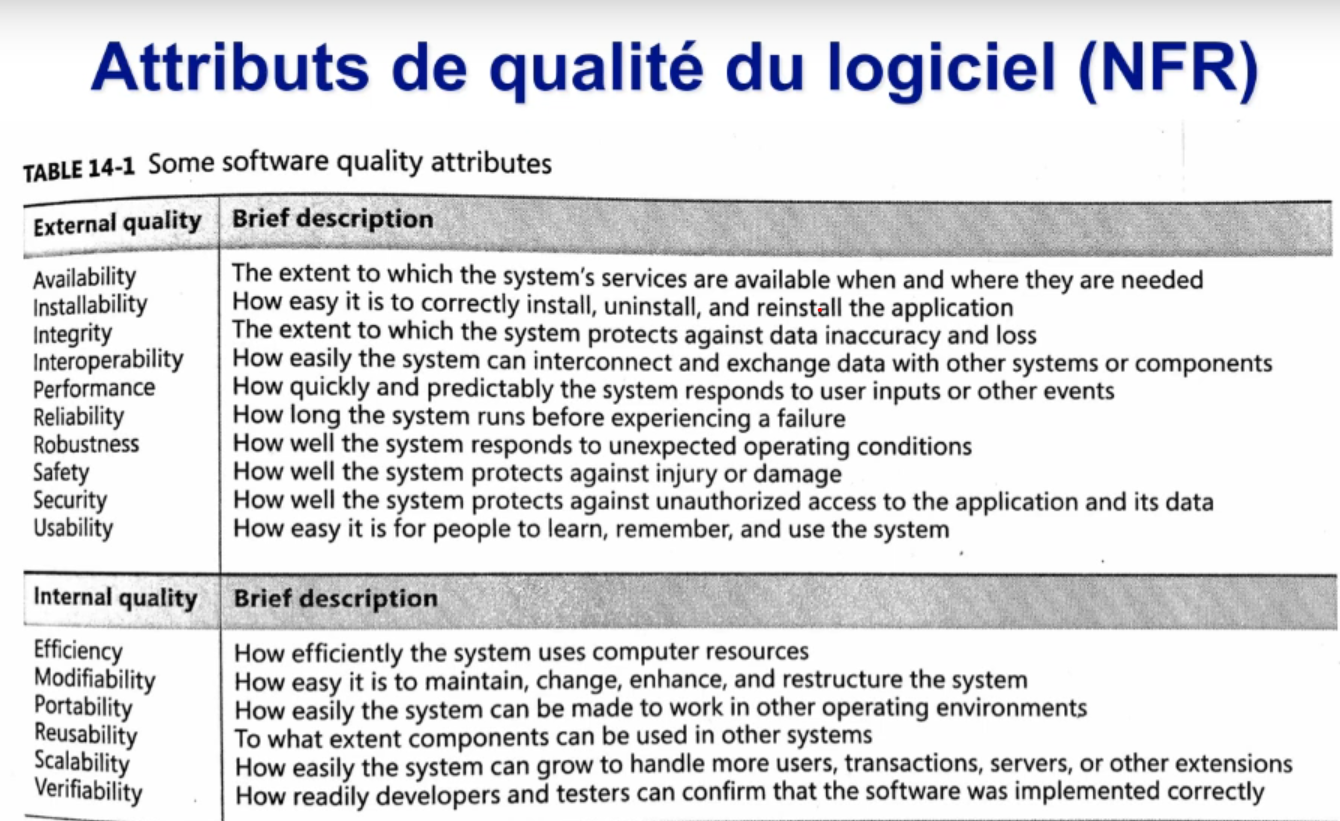 Attributs de qualité du logiciel (NFR)
TABLE 14-1 Some software quality attributes
External quality Brief description
Availability The extent to which the system's services are available when and where they are needed
Installability How easy it is to correctly install, uninstall, and reinstall the application
Integrity The extent to which the system protects against data inaccuracy and loss
Interoperability How easily the system can interconnect and exchange data with other systems or components
Performance How quickly and predictably the system responds to user inputs or other events
Reliability How long the system runs before experiencing a failure
Robustness How well the system responds to unexpected operating conditions
Safety How well the system protects against injury or damage
Security How well the system protects against unauthorized access to the application and its data
Usability How easy it is for people to learn, remember, and use the system
Internal quality Brief description
Efficiency How efficiently the system uses computer resources
Modifiability How easy it is to maintain, change, enhance, and restructure the system
Portability How easily the system can be made to work in other operating environments
Reusability To what extent components can be used in other systems
Scalability How easily the system can grow to handle more users, transactions, servers, or other extensions
Verifiability How readily developers and testers can confirm that the software was implemented correctly